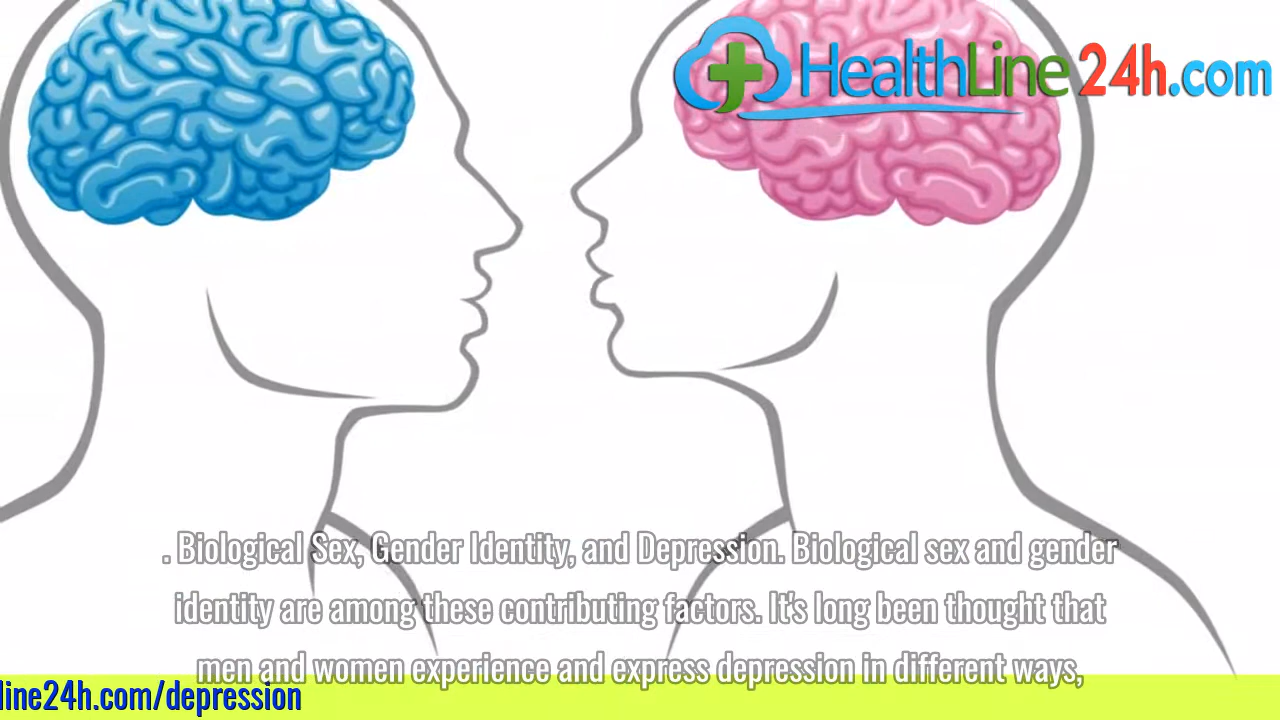 HealthLine24h.com
. Biological Sex, Gender Identity, and Depression. Biological sex and gender
identity are among these contributing factors. It's long been thought that
men and women experience and express depression in different ways,
line24h.com/depression